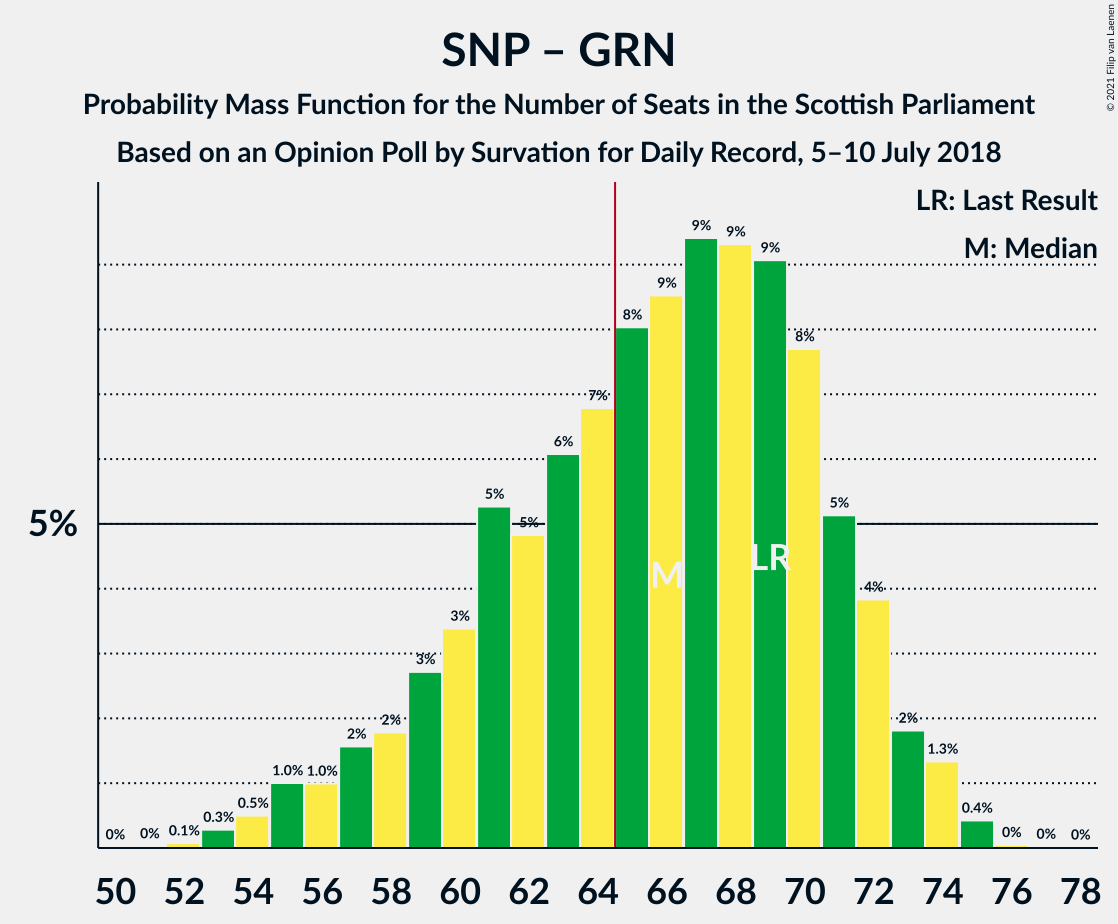 SNP – GRN
Probability Mass Function for the Number of Seats in the Scottish Parliament
Based on an Opinion Poll by Survation for Daily Record, 5–10 July 2018
© 2021 Filip van Laenen
LR: Last Result
M: Median
5%
0% 0% 0.1% 0.3% 0.5% 1.0% 1.0% 2% 2% 3% 3% 5% 5% 6% 7% 8% 9% 9% 9% 9% 8% 5% 4% 2% 1.3% 0.4% 0% 0% 0%
M LR
50 52 54 56 58 60 62 64 66 68 70 72 74 76 78